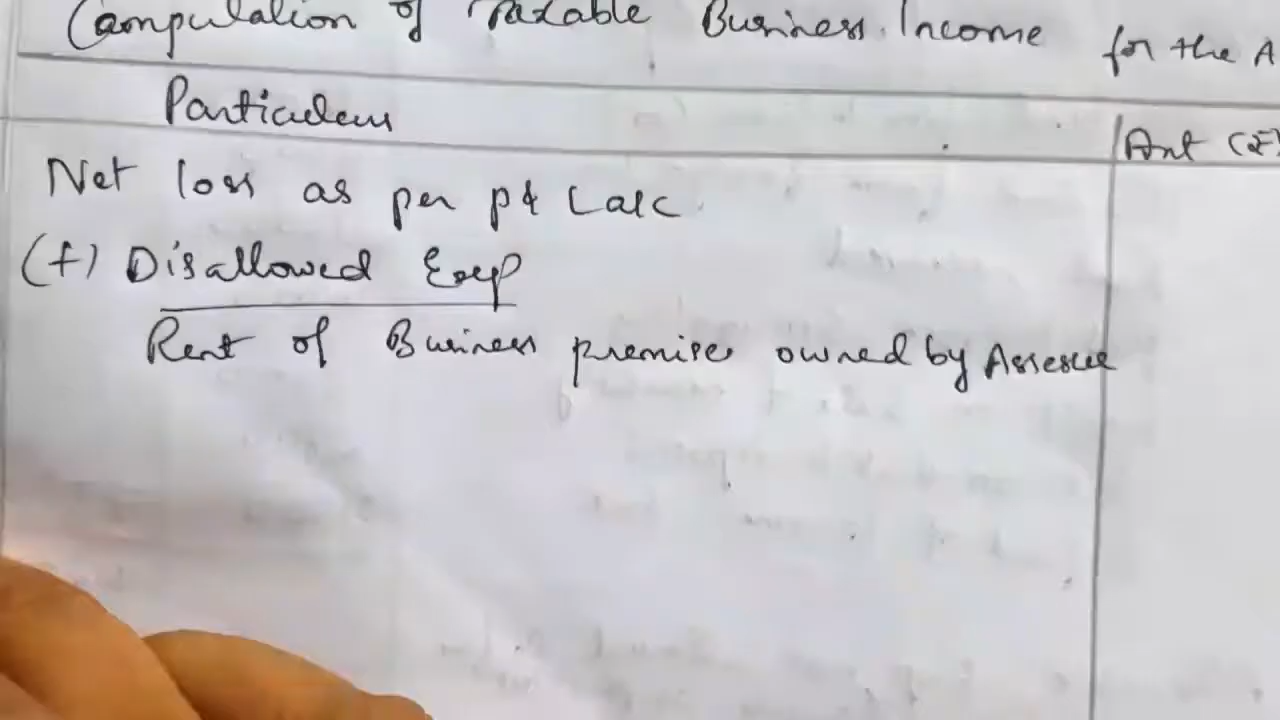 Computation of Taxable Business Income for the A
Particulars
Amt (₹)
Net loss as per P & L a/c
(+) Disallowed Exp
Rent of Business premises owned by Assessee